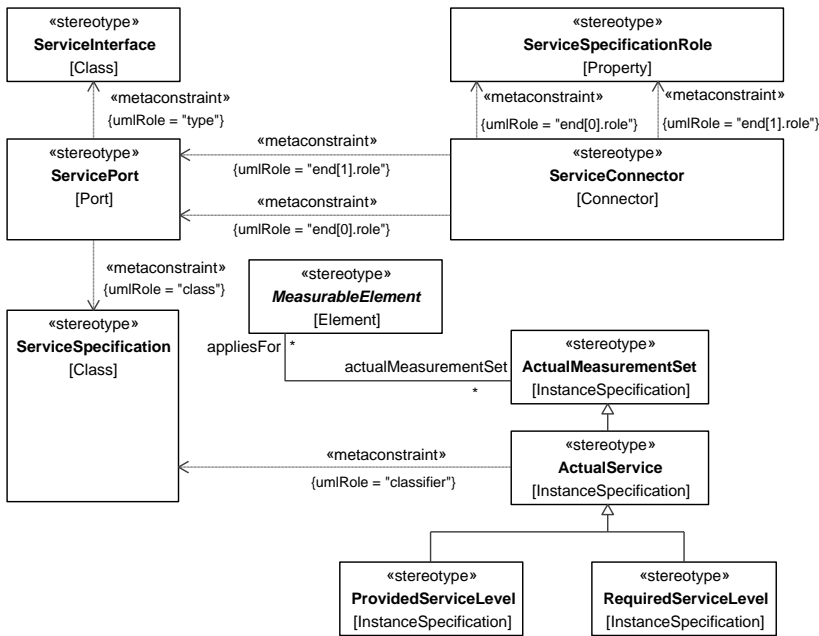 «stereotype»
ServiceInterface
[Class]
«stereotype»
ServiceSpecificationRole
[Property]
«metaconstraint»
{umlRole = "type"}
«metaconstraint»
{umlRole = "end[0].role"}
«metaconstraint»
{umlRole = "end[1].role"}
«stereotype»
ServicePort
[Port]
«metaconstraint»
{umlRole = "end[1].role"}
«metaconstraint»
{umlRole = "end[0].role"}
«stereotype»
ServiceConnector
[Connector]
«metaconstraint»
{umlRole = "class"}
«stereotype»
MeasurableElement
[Element]
«stereotype»
ServiceSpecification
[Class]
appliesFor
*
actualMeasurementSet
*
«stereotype»
ActualMeasurementSet
[InstanceSpecification]
«metaconstraint»
{umlRole = "classifier"}
«stereotype»
ActualService
[InstanceSpecification]
«stereotype»
ProvidedServiceLevel
[InstanceSpecification]
«stereotype»
RequiredServiceLevel
[InstanceSpecification]